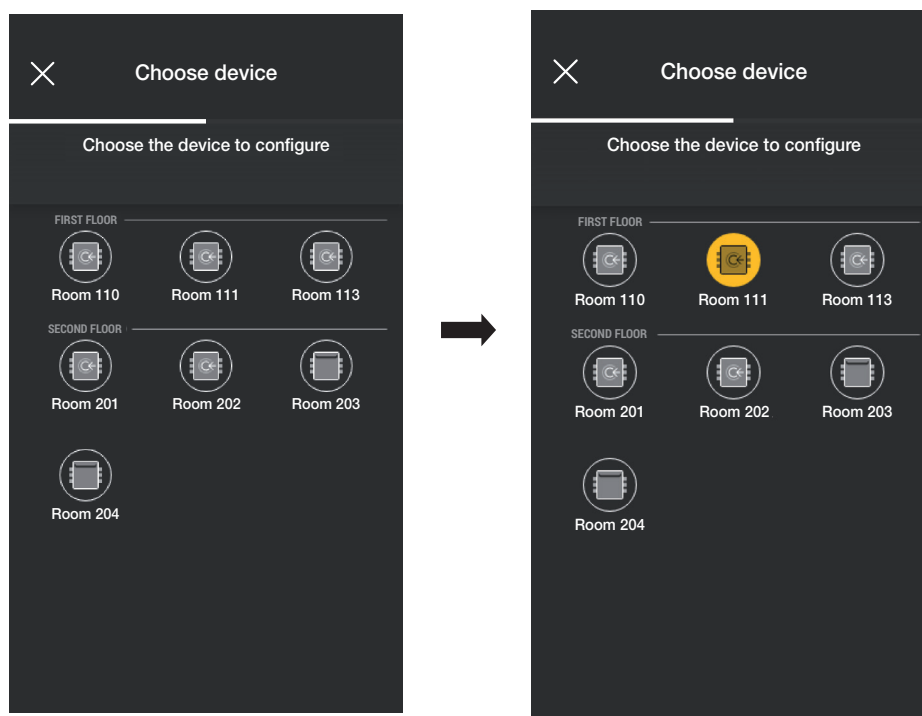 Choose device
Choose the device to configure
FIRST FLOOR
Room 110 Room 111 Room 113
SECOND FLOOR
Room 201 Room 202 Room 203
Room 204
Choose device
Choose the device to configure
FIRST FLOOR
Room 110 Room 111 Room 113
SECOND FLOOR
Room 201 Room 202 Room 203
Room 204